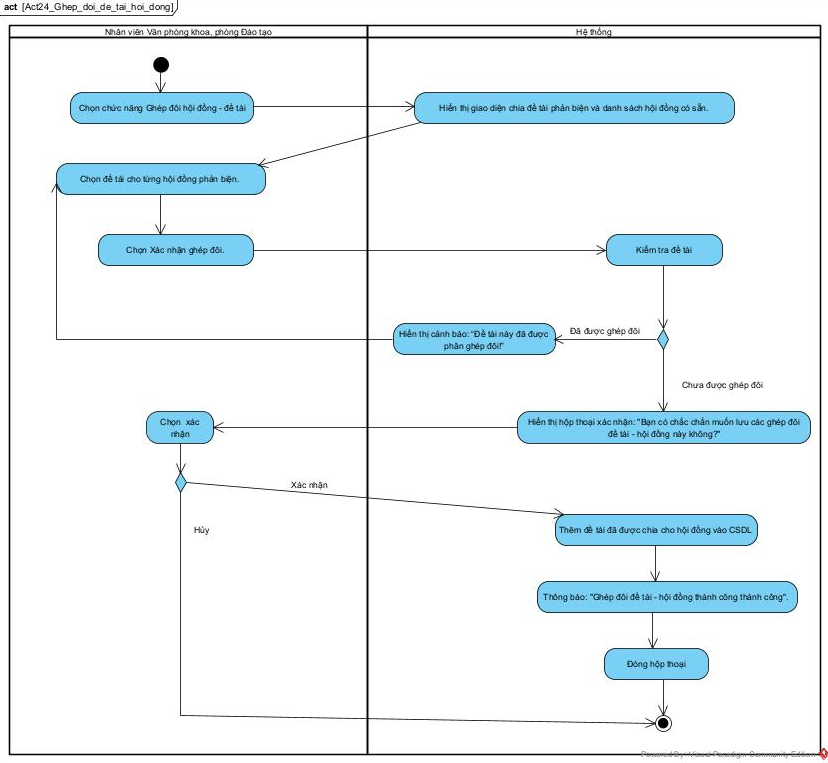 act [Act24_Ghep_doi_de_tai_hoi_dong]
Nhân viên Văn phòng khoa, phòng Đào tạo
Hệ thống
Chọn chức năng Ghép đôi hội đồng - đề tài
Hiển thị giao diện chia đề tài phản biện và danh sách hội đồng có sẵn.
Chọn đề tài cho từng hội đồng phản biện.
Chọn Xác nhận ghép đôi.
Kiểm tra đề tài
Hiển thị cảnh báo: "Đề tài này đã được
phân ghép đôi!"
Đã được ghép đôi
Chưa được ghép đôi
Chọn xác
nhận
Hiển thị hộp thoại xác nhận: "Bạn có chắc chắn muốn lưu các ghép đôi
đề tài - hội đồng này không?"
Xác nhận
Hủy
Thêm đề tài đã được chia cho hội đồng vào CSDL
Thông báo: "Ghép đôi đề tài - hội đồng thành công thành công".
Đóng hộp thoại
Powered By: Visual Paradigm Community Edition